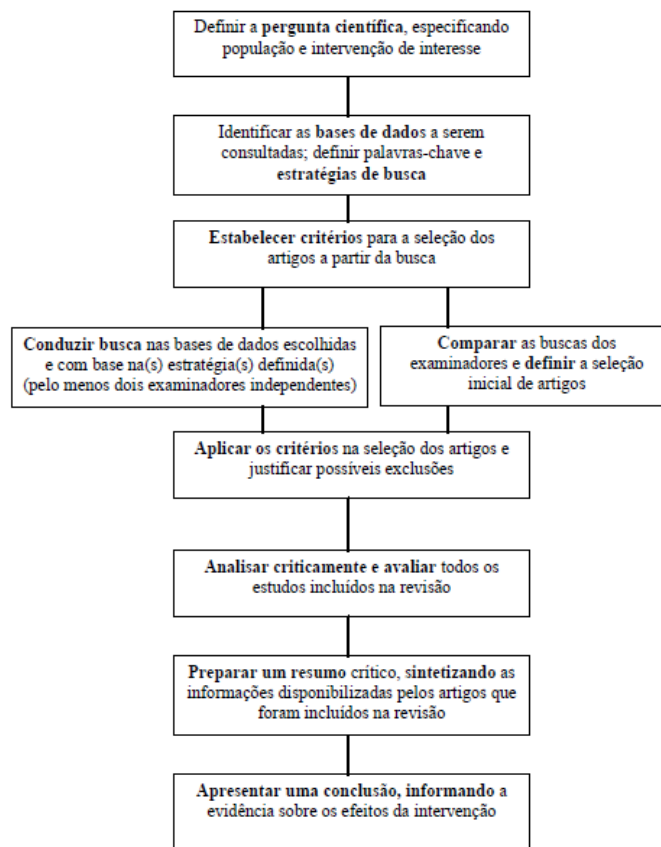 Definir a pergunta científica, especificando
população e intervenção de interesse
Identificar as bases de dados a serem
consultadas; definir palavras-chave e
estratégias de busca
Estabelecer critérios para a seleção dos
artigos a partir da busca
Conduzir busca nas bases de dados escolhidas
e com base na(s) estratégia(s) definida(s)
(pelo menos dois examinadores independentes)
Comparar as buscas dos
examinadores e definir a seleção
inicial de artigos
Aplicar os critérios na seleção dos artigos e
justificar possíveis exclusões
Analisar criticamente e avaliar todos os
estudos incluídos na revisão
Preparar um resumo crítico, sintetizando as
informações disponibilizadas pelos artigos que
foram incluídos na revisão
Apresentar uma conclusão, informando a
evidência sobre os efeitos da intervenção